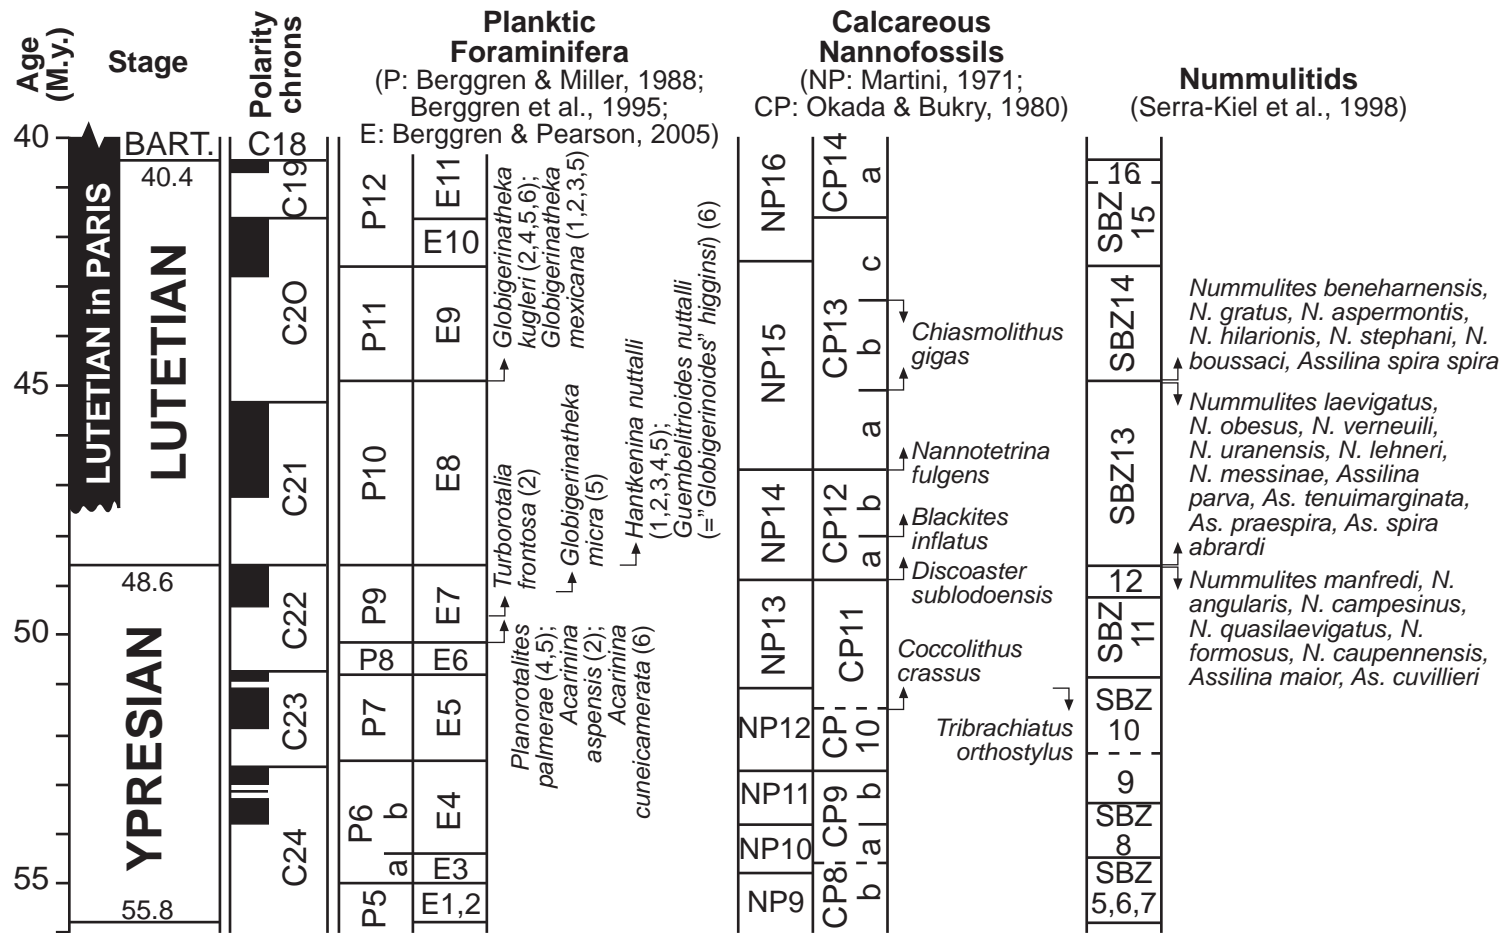 Age
(M.y.)
Stage
Polarity
chrons
Planktic
Foraminifera
(P: Berggren & Miller, 1988;
Berggren et al., 1995;
E: Berggren & Pearson, 2005)
Calcareous
Nannofossils
(NP: Martini, 1971;
CP: Okada & Bukry, 1980)
Nummulitids
(Serra-Kiel et al., 1998)
40
45
50
55
LUTETIAN in PARIS
BART.
40.4
LUTETIAN
48.6
YPRESIAN
55.8
C18
C19
C2O
C21
C22
C23
C24
P12
P11
P10
P9
P8
P7
P6
b
a
P5
E11
E10
E9
E8
E7
E6
E5
E4
E3
E1,2
Globigerinatheka
kugleri (2,4,5,6);
Globigerinatheka
mexicana (1,2,3,5)
Turborotalia
frontosa (2)
Globigerinatheka
micra (5)
Hantkenina nuttalli
(1,2,3,4,5);
Guembelitrioides nuttalli
(="Globigerinoides" higginsi) (6)
Planorotalites
palmerae (4,5);
Acarinina
aspensis (2);
Acarinina
cuneicamerata (6)
NP16
NP15
NP14
NP13
NP12
NP11
NP10
NP9
CP14
a
CP13
c
b
a
CP12
b
a
CP11
CP
10
CP9
b
a
CP8
b
Chiasmolithus
gigas
Nannotetrina
fulgens
Blackites
inflatus
Discoaster
sublodoensis
Coccolithus
crassus
Tribrachiatus
orthostylus
16
SBZ
15
SBZ14
SBZ13
12
SBZ
11
SBZ
10
9
SBZ
8
SBZ
5,6,7
Nummulites beneharnensis,
N. gratus, N. aspermontis,
N. hilarionis, N. stephani, N.
boussaci, Assilina spira spira
Nummulites laevigatus,
N. obesus, N. verneuili,
N. uranensis, N. lehneri,
N. messinae, Assilina
parva, As. tenuimarginata,
As. praespira, As. spira
abrardi
Nummulites manfredi, N.
angularis, N. campesinus,
N. quasilaevigatus, N.
formosus, N. caupennensis,
Assilina maior, As. cuvillieri